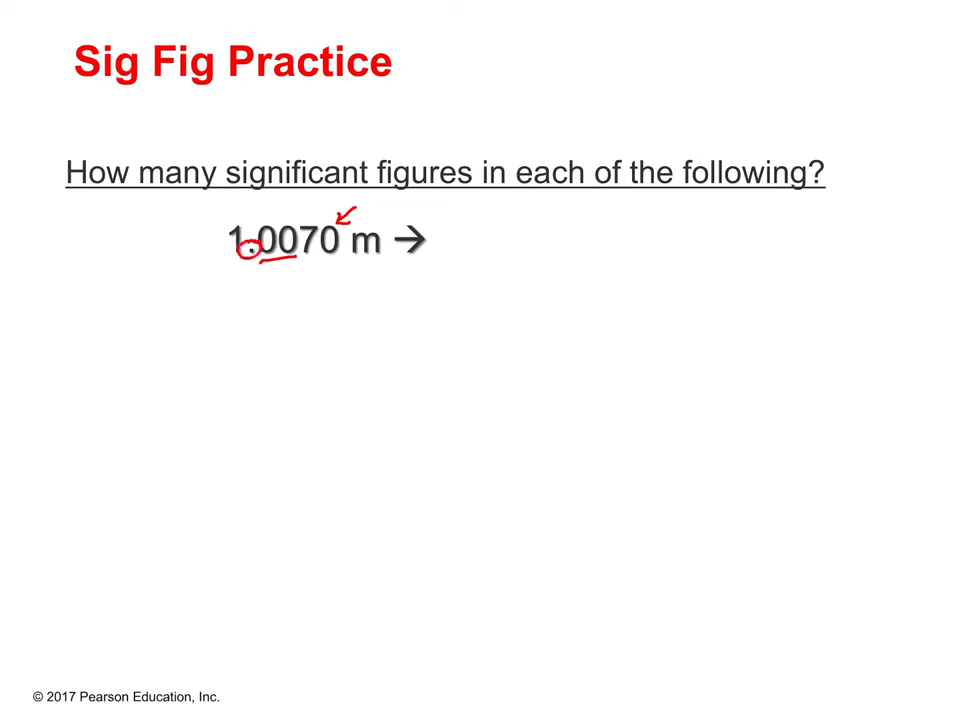 Sig Fig Practice
How many significant figures in each of the following?
1.0070 m →
© 2017 Pearson Education, Inc.